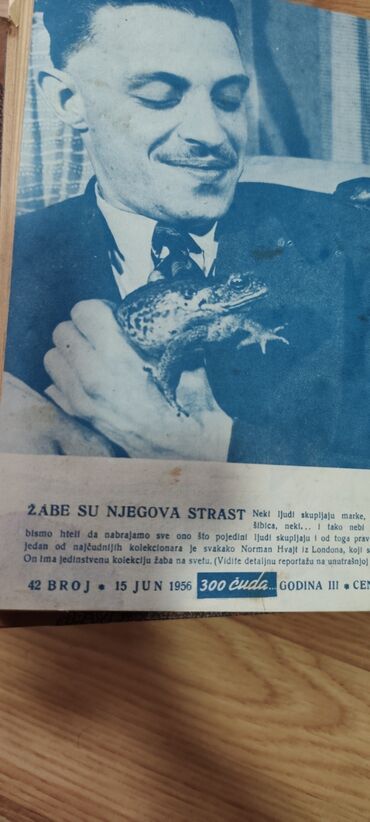 ŽABE SU NJEGOVA STRAST Neki ljudi skupljaju marke,
šibica, neki... i tako nebi
bismo hteli da nabrajamo sve ono što pojedini ljudi skupljaju i od toga prav
jedan od najčudnijih kolekcionara je svakako Norman Hvajt iz Londona, koji s
On ima jedinstvenu kolekciju žaba na svetu. (Vidite detaljnu reportažu na unutrašnjoj
42 BROJ * 15 JUN 1956 300 čuda... GODINA III * CEN